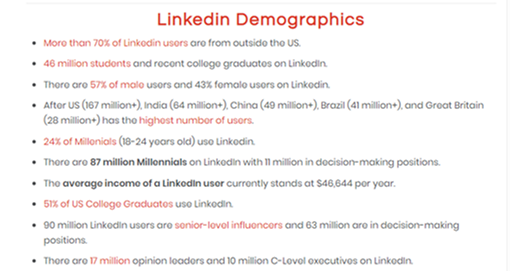 Linkedin Demographics
More than 70% of Linkedin users are from outside the US.
46 million students and recent college graduates on LinkedIn.
There are 57% of male users and 43% female users on Linkedin.
After US (167 million+), India (64 million+), China (49 million+), Brazil (41 million+), and Great Britain
(28 million+) has the highest number of users.
24% of Millenials (18-24 years old) use Linkedin.
There are 87 million Millennials on LinkedIn with 11 million in decision-making positions.
The average income of a LinkedIn user currently stands at $46,644 per year.
51% of US College Graduates use LinkedIn.
90 million LinkedIn users are senior-level influencers and 63 million are in decision-making
positions.
There are 17 million opinion leaders and 10 million C-Level executives on LinkedIn.